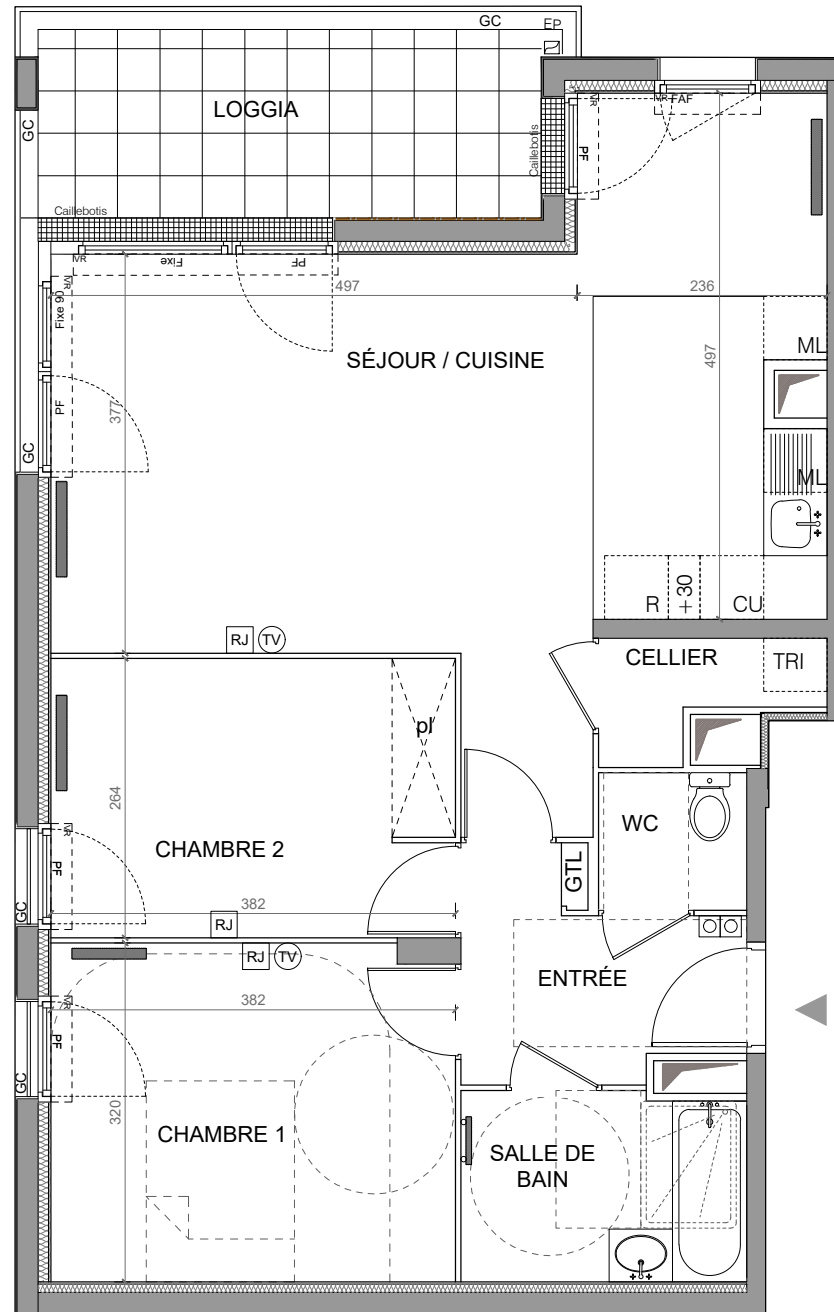 GC
EP
LOGGIA
GC
VR
VR
FAF
PF
Caillebotis
Caillebotis
VR
Fixe
PF
VR
Fixe 90
497
236
SÉJOUR / CUISINE
ML
497
377
PF
GC
ML
R
+30
CU
RJ
TV
CELLIER
TRI
pl
264
WC
CHAMBRE 2
VR
PF
GTL
GC
382
RJ
RJ
TV
ENTRÉE
382
VR
PF
GC
320
CHAMBRE 1
SALLE DE
BAIN